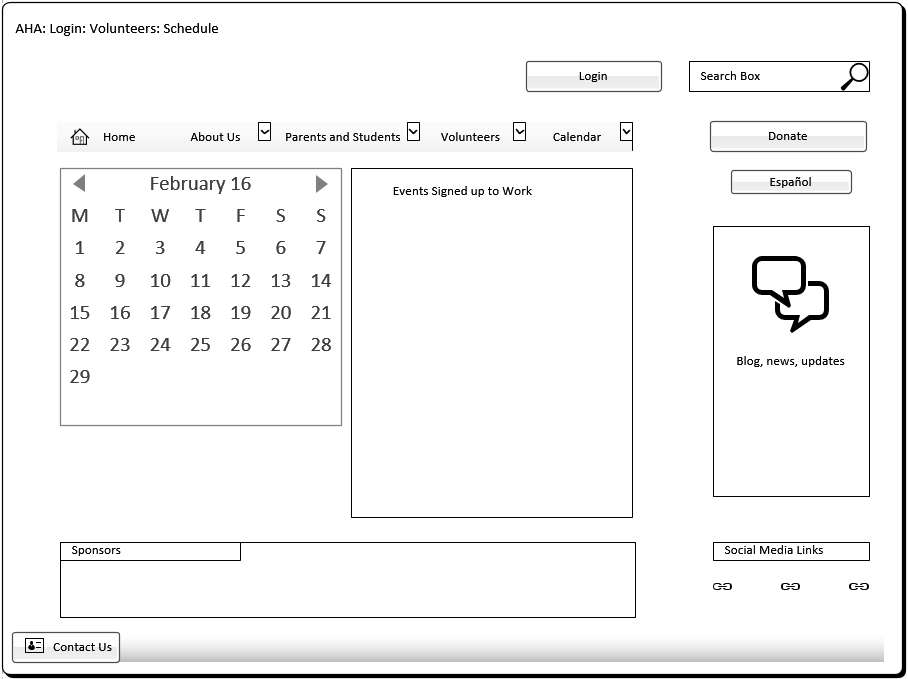 AHA: Login: Volunteers: Schedule
Login
Search Box
Home About Us Parents and Students Volunteers Calendar
Donate
Español
February 16
M T W T F S S
1 2 3 4 5 6 7
8 9 10 11 12 13 14
15 16 17 18 19 20 21
22 23 24 25 26 27 28
29
Events Signed up to Work
Blog, news, updates
Sponsors
Social Media Links
Contact Us